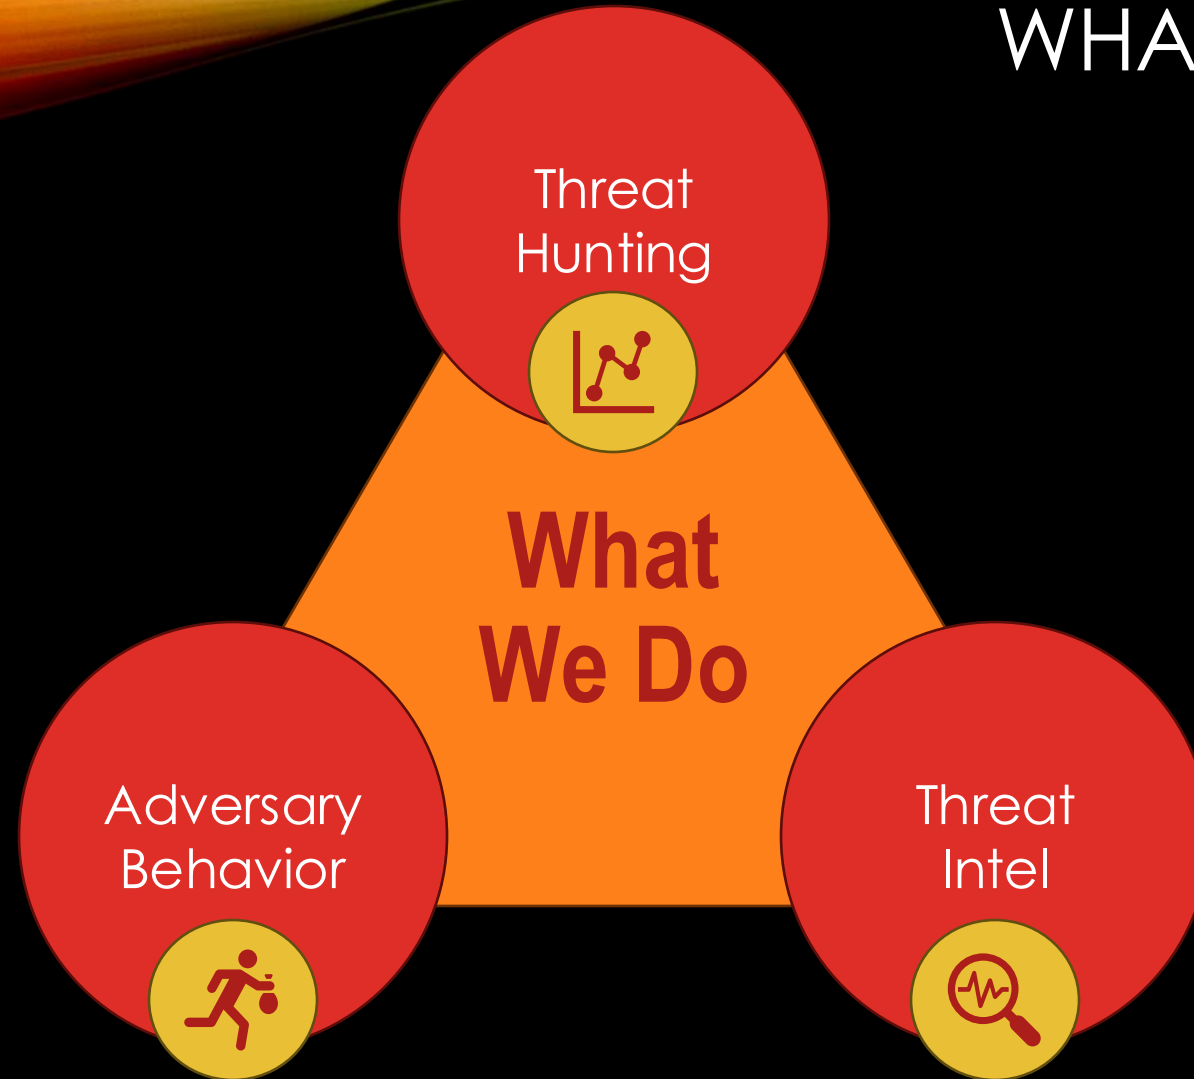 WHA
Threat
Hunting
What
We Do
Adversary
Behavior
Threat
Intel